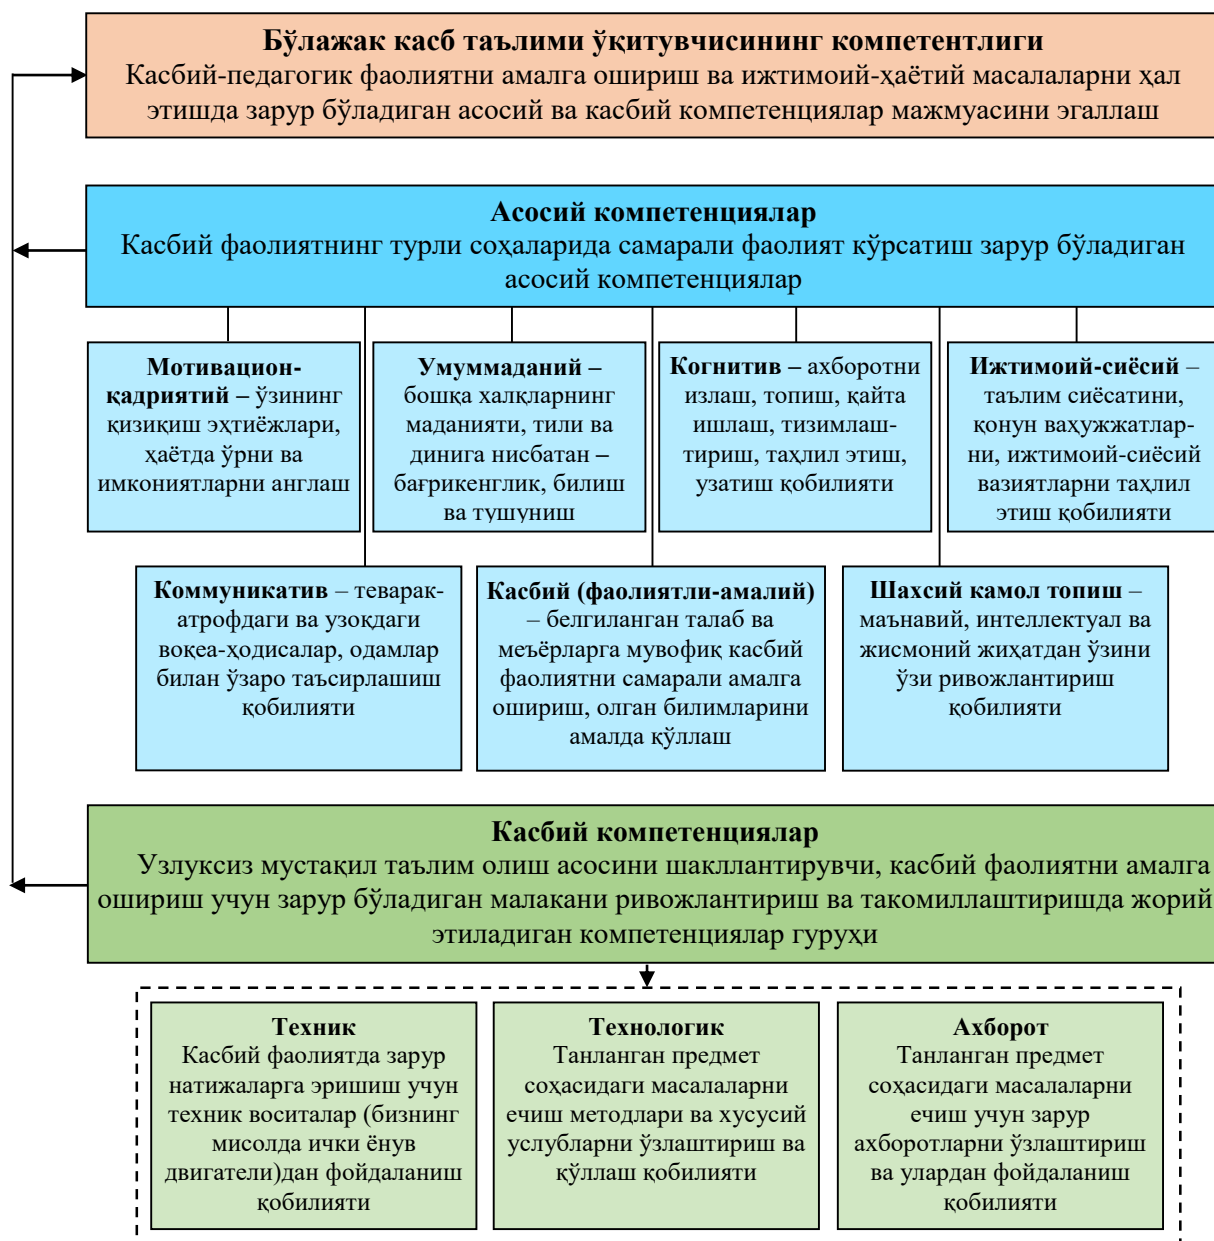 Бўлажак касб таълими ўқитувчисининг компетентлиги
Касбий-педагогик фаолиятни амалга ошириш ва ижтимоий-ҳаётий масалаларни ҳал
этишда зарур бўладиган асосий ва касбий компетенциялар мажмуасини эгаллаш
Асосий компетенциялар
Касбий фаолиятнинг турли соҳаларида самарали фаолият кўрсатиш зарур бўладиган
асосий компетенциялар
Мотивацион-
қадриятий – ўзининг
қизиқиш эҳтиёжлари,
ҳаётда ўрни ва
имкониятларни англаш
Умуммаданий –
бошқа халқларнинг
маданияти, тили ва
динига нисбатан –
бағрикенглик, билиш
ва тушуниш
Когнитив – ахборотни
излаш, топиш, қайта
ишлаш, тизимлаш-
тириш, таҳлил этиш,
узатиш қобилияти
Ижтимоий-сиёсий –
таълим сиёсатини,
қонун ваҳужжатлар-
ни, ижтимоий-сиёсий
вазиятларни таҳлил
этиш қобилияти
Коммуникатив – теварак-
атрофдаги ва узоқдаги
воқеа-ҳодисалар, одамлар
билан ўзаро таъсирлашиш
қобилияти
Касбий (фаолиятли-амалий)
– белгиланган талаб ва
меъёрларга мувофиқ касбий
фаолиятни самарали амалга
ошириш, олган билимларини
амалда қўллаш
Шахсий камол топиш –
маънавий, интеллектуал ва
жисмоний жиҳатдан ўзини
ўзи ривожлантириш
қобилияти
Касбий компетенциялар
Узлуксиз мустақил таълим олиш асосини шакллантирувчи, касбий фаолиятни амалга
ошириш учун зарур бўладиган малакани ривожлантириш ва такомиллаштиришда жорий
этиладиган компетенциялар гуруҳи
Техник
Касбий фаолиятда зарур
натижаларга эришиш учун
техник воситалар (бизнинг
мисолда ички ёнув
двигатели)дан фойдаланиш
қобилияти
Технологик
Танланган предмет
соҳасидаги масалаларни
ечиш методлари ва хусусий
услубларни ўзлаштириш ва
қўллаш қобилияти
Ахборот
Танланган предмет
соҳасидаги масалаларни
ечиш учун зарур
ахборотларни ўзлаштириш
ва улардан фойдаланиш
қобилияти